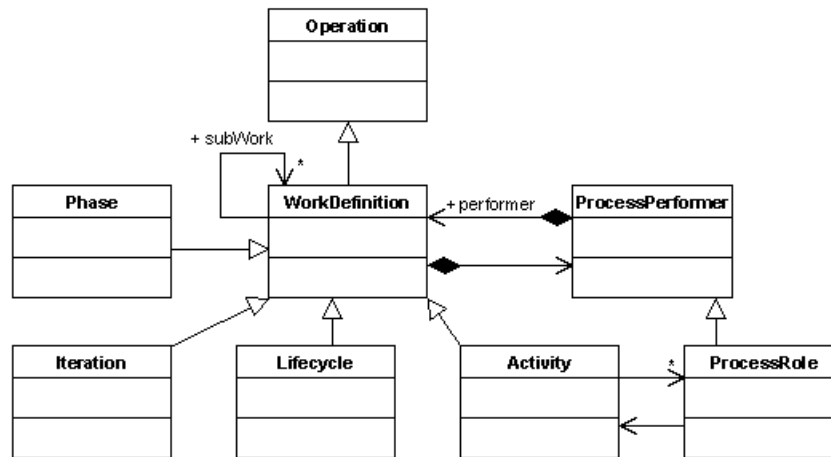 Operation
+ subWork
*
Phase
WorkDefinition
+ performer
ProcessPerformer
Iteration
Lifecycle
Activity
*
ProcessRole